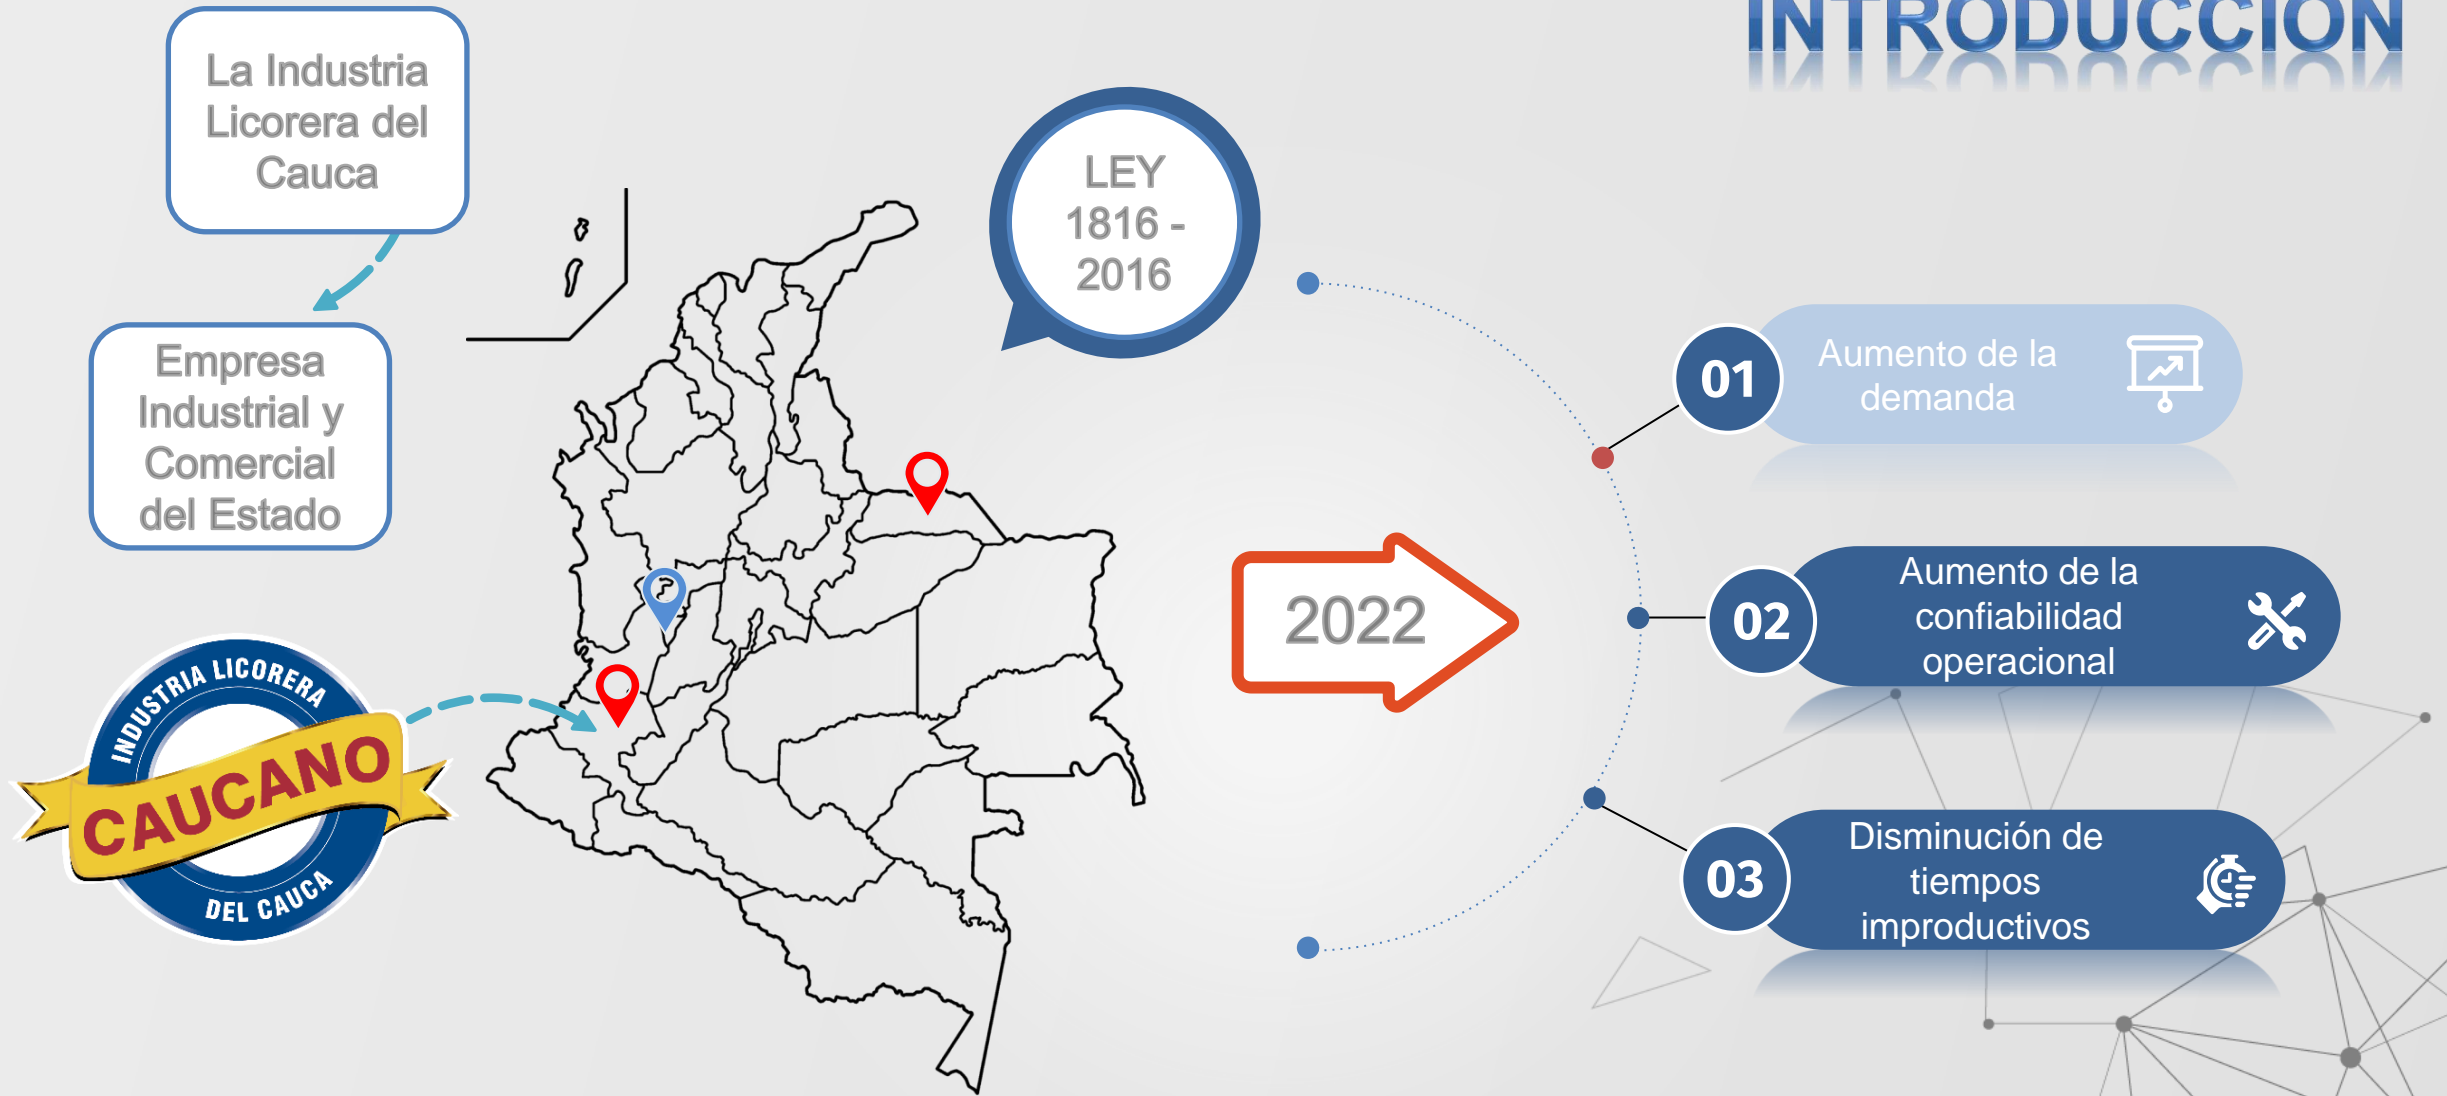 INTRODUCCION
La Industria
Licorera del
Cauca
Empresa
Industrial y
Comercial
del Estado
INDUSTRIA LICORERA
CAUCANO
DEL CAUCA
LEY
1816 -
2016
2022
01
Aumento de la
demanda
02
Aumento de la
confiabilidad
operacional
03
Disminución de
tiempos
improductivos